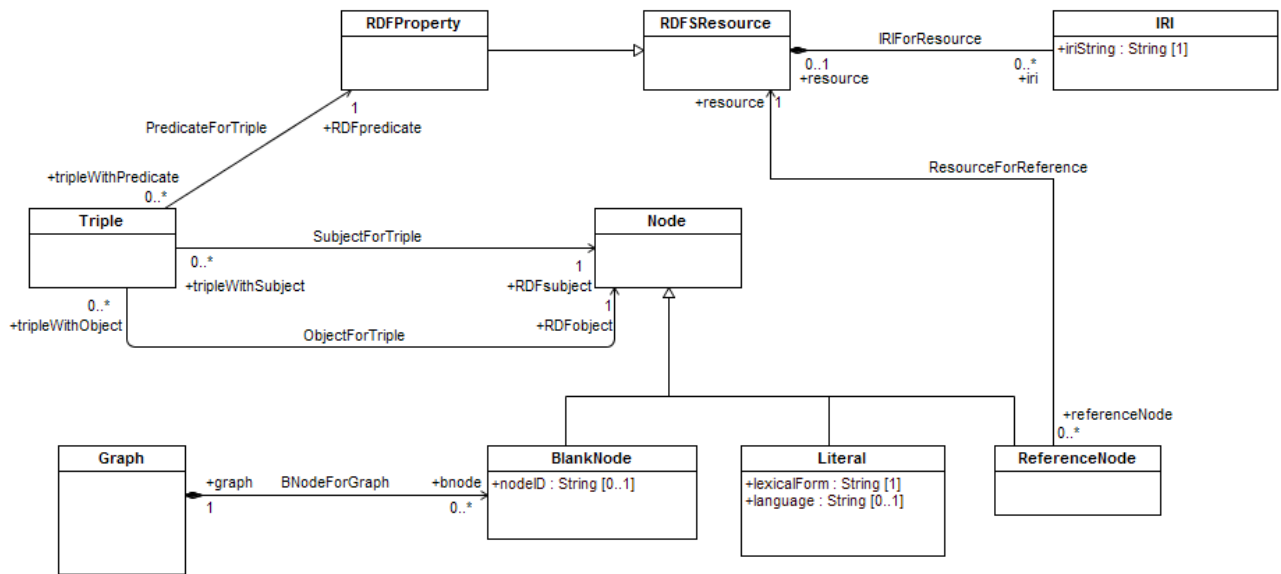 RDFProperty
RDFSResource
IRI
+iriString : String [1]
IRIForResource
0..1
+resource
0..*
+iri
1
+RDFpredicate
PredicateForTriple
+resource
1
ResourceForReference
+tripleWithPredicate
0..*
Triple
Node
SubjectForTriple
0..*
+tripleWithSubject
1
+RDFsubject
0..*
+tripleWithObject
1
+RDFobject
ObjectForTriple
+referenceNode
0..*
Graph
+graph
BNodeForGraph
+bnode
1
0..*
BlankNode
+nodeID : String [0..1]
Literal
+lexicalForm : String [1]
+language : String [0..1]
ReferenceNode